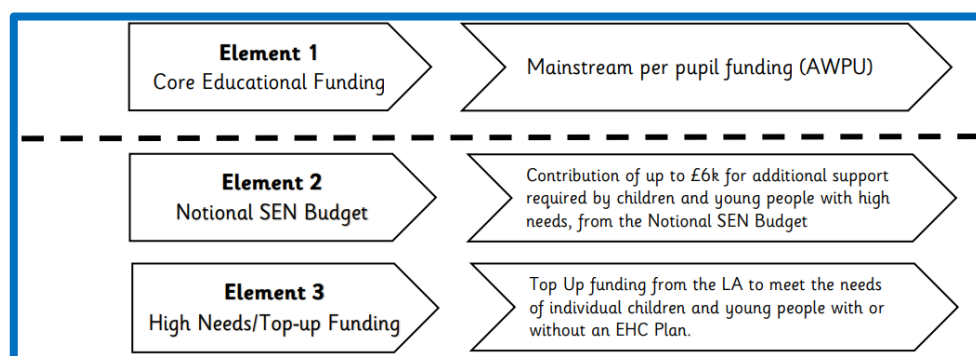 Element 1
Core Educational Funding
Mainstream per pupil funding (AWPU)
Element 2
Notional SEN Budget
Contribution of up to £6k for additional support
required by children and young people with high
needs, from the Notional SEN Budget
Element 3
High Needs/Top-up Funding
Top Up funding from the LA to meet the needs
of individual children and young people with or
without an EHC Plan.